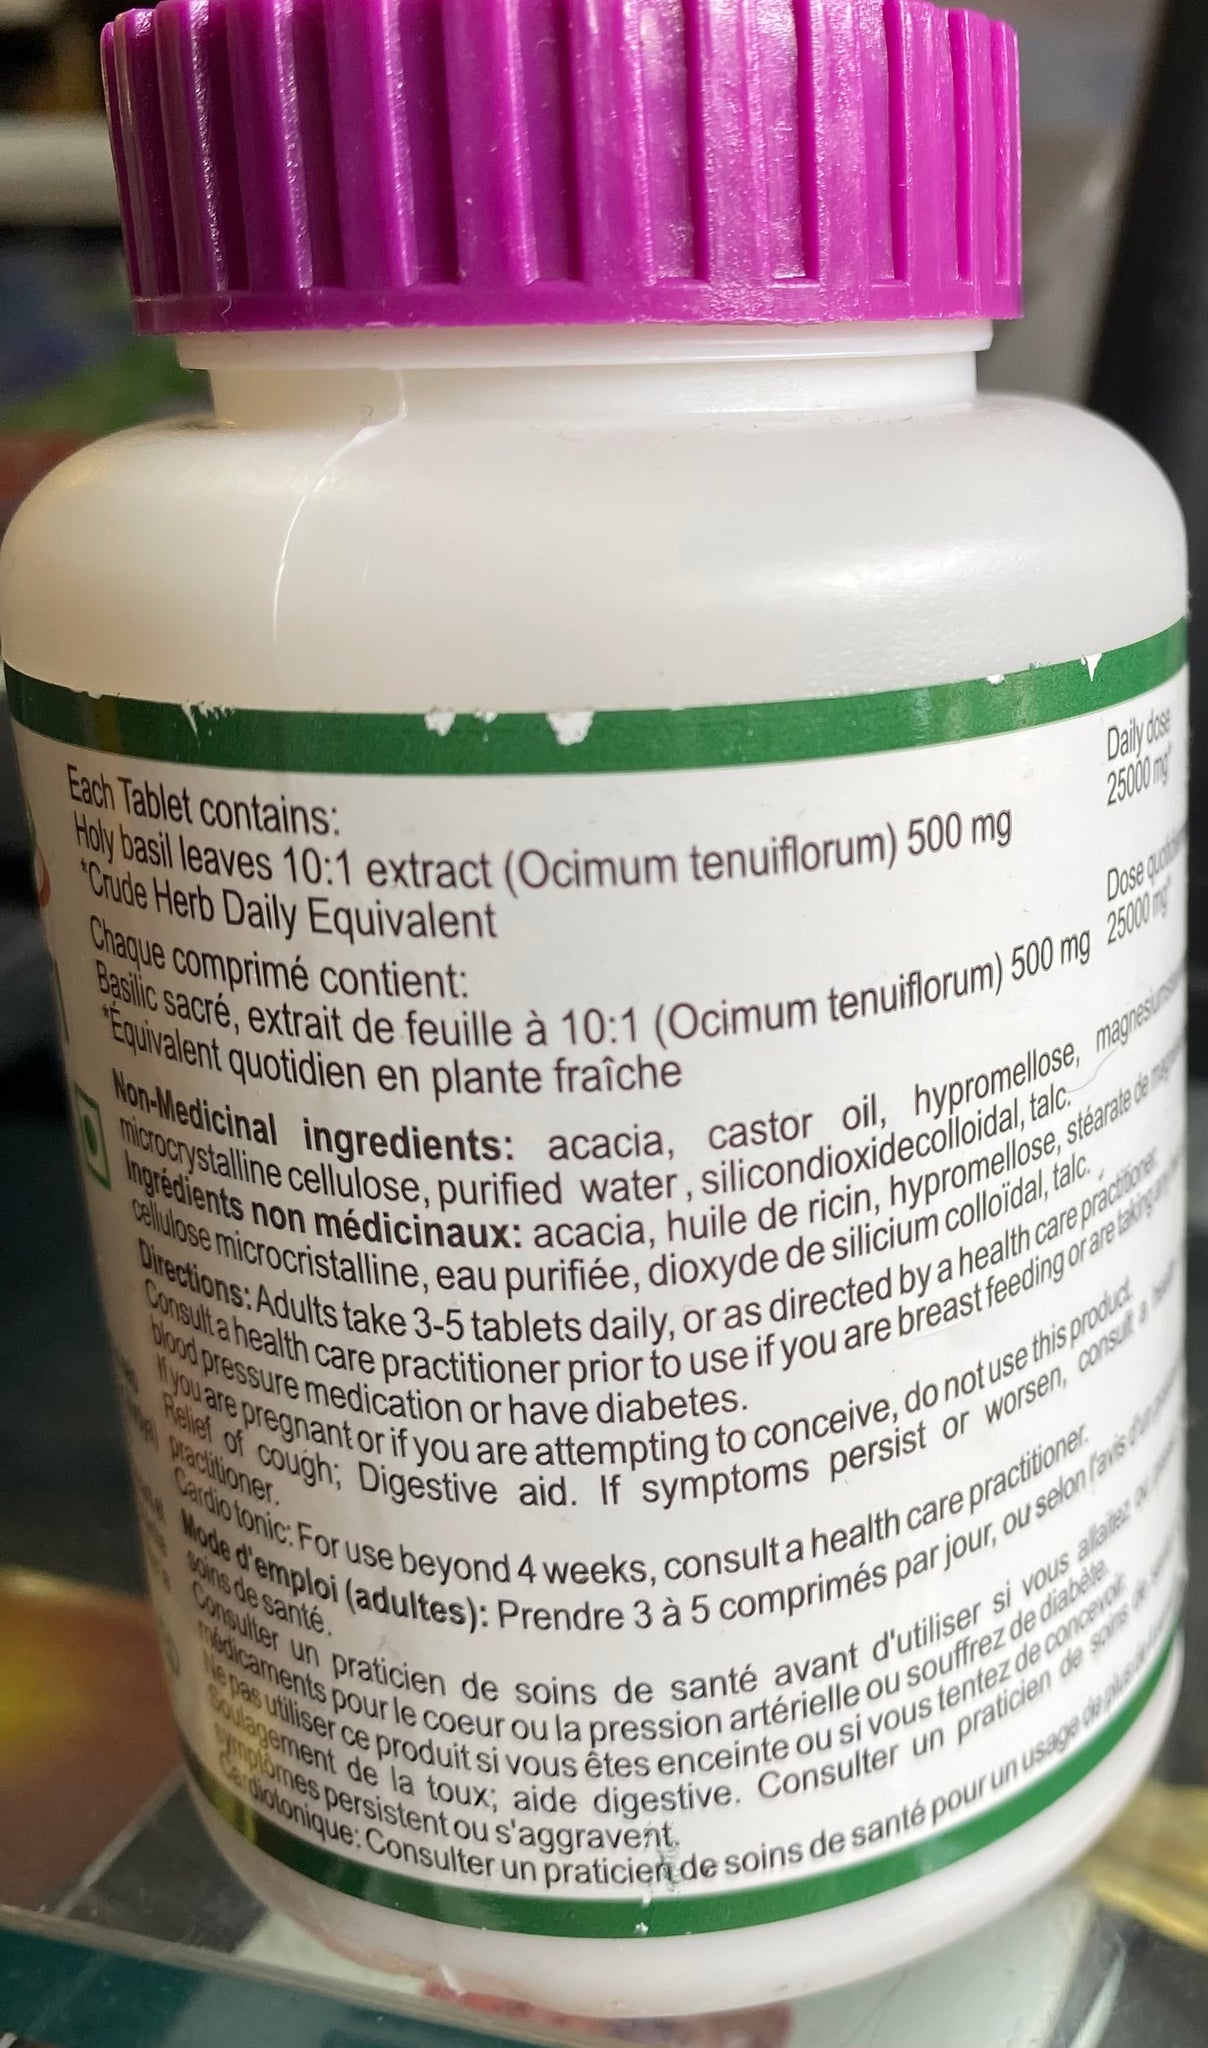 Each Tablet contains:
Daily dose
Holy basil leaves 10:1 extract (Ocimum tenuiflorum) 500 mg
25000 mg*
*Crude Herb Daily Equivalent
Chaque comprimé contient:
Dose
Basilic sacré, extrait de feuille à 10:1 (Ocimum tenuiflorum) 500 mg
25000 mg*
*Équivalent quotidien en plante fraîche
Non-Medicinal ingredients: acacia, castor oil, hypromellose,
microcrystalline cellulose, purified water, silicondioxidecolloidal, talc.
Ingrédients non médicinaux: acacia, huile de ricin, hypromellose, stéarate de
cellulose microcristalline, eau purifiée, dioxyde de silicium colloïdal, talc.
Directions: Adults take 3-5 tablets daily, or as directed by a health care practitioner.
Consult a health care practitioner prior to use if you are breast feeding or are taking
blood pressure medication or have diabetes.
If you are pregnant or if you are attempting to conceive, do not use this product.
Relief of cough; Digestive aid. If symptoms persist or worsen, consult a
practitioner.
Cardiotonic: For use beyond 4 weeks, consult a health care practitioner.
Mode d'emploi (adultes): Prendre 3 à 5 comprimés par jour, ou selon l'avis d'un
soins de santé.
Consulter un praticien de soins de santé avant d'utiliser si vous allaitez ou
médicaments pour le coeur ou la pression artérielle ou souffrez de diabète.
Ne pas utiliser ce produit si vous êtes enceinte ou si vous tentez de concevoir.
Soulagement de la toux; aide digestive. Consulter un praticien de soins de
symptômes persistent ou s'aggravent.
Cardiotonique: Consulter un praticien de soins de santé pour un usage de plus de